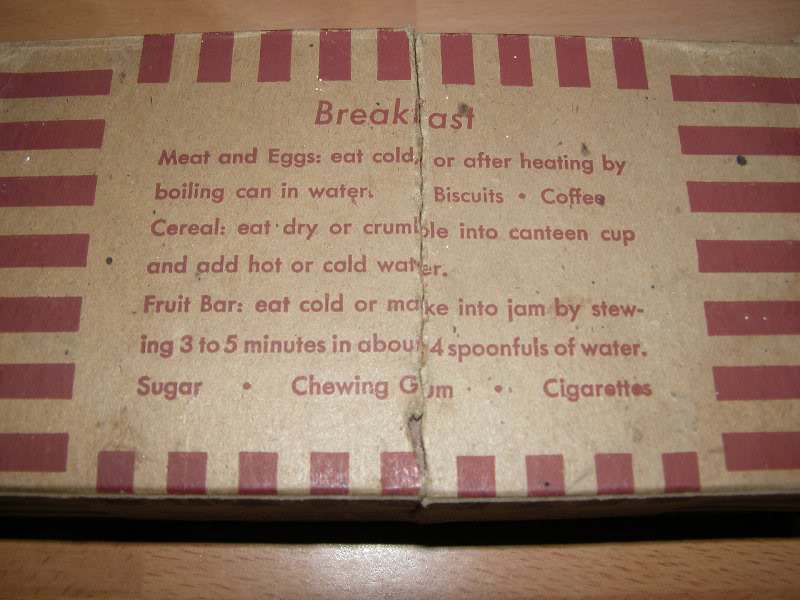 Breakfast
Meat and Eggs: eat cold, or after heating by
boiling can in water. Biscuits • Coffee
Cereal: eat dry or crumble into canteen cup
and add hot or cold water.
Fruit Bar: eat cold or make into jam by stew-
ing 3 to 5 minutes in about 4 spoonfuls of water.
Sugar • Chewing Gum • Cigarettes